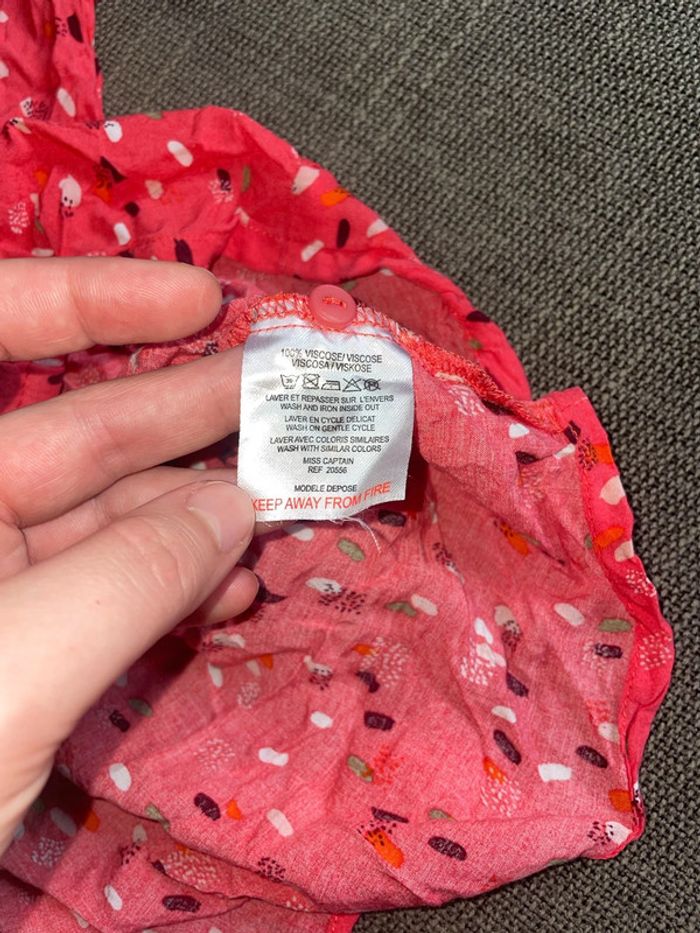 100% VISCOSE/ VISCOSE
VISCOSA / VISKOSE
30
LAVER ET REPASSER SUR L'ENVERS
WASH AND IRON INSIDE OUT
LAVER EN CYCLE DELICAT
WASH ON GENTLE CYCLE
LAVER AVEC COLORIS SIMILAIRES
WASH WITH SIMILAR COLORS
MISS CAPTAIN
REF 20556
MODELE DEPOSE
KEEP AWAY FROM FIRE